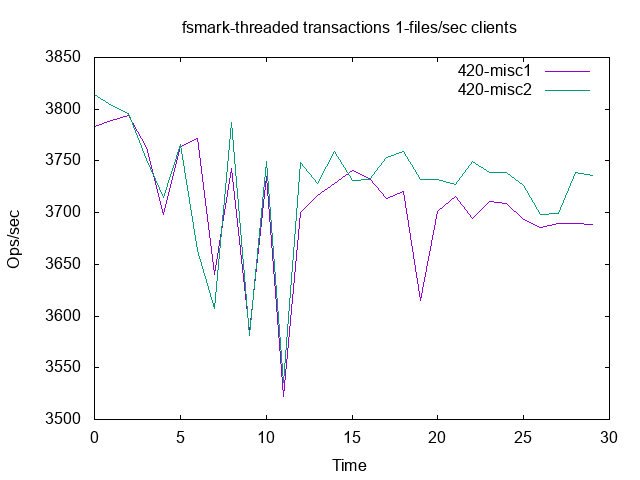 fsmark-threaded transactions 1-files/sec clients
420-misc1
420-misc2
3850
3800
3750
3700
3650
3600
3550
3500
Ops/sec
0 5 10 15 20 25 30
Time